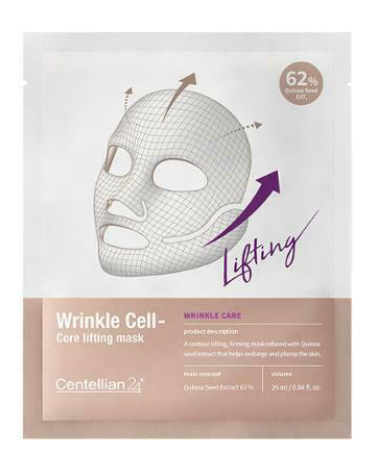 62%
Quinoa Seed
EXT.
Lifting
Wrinkle Cell-
Core lifting mask
WRINKLE CARE
product description
A contour lifting, firming mask infused with Quinoa
seed extract that helps recharge and plump the skin.
Centellian24+
main concept
Quinoa Seed Extract 62%
volume
25 ml / 0.84 fl. oz.